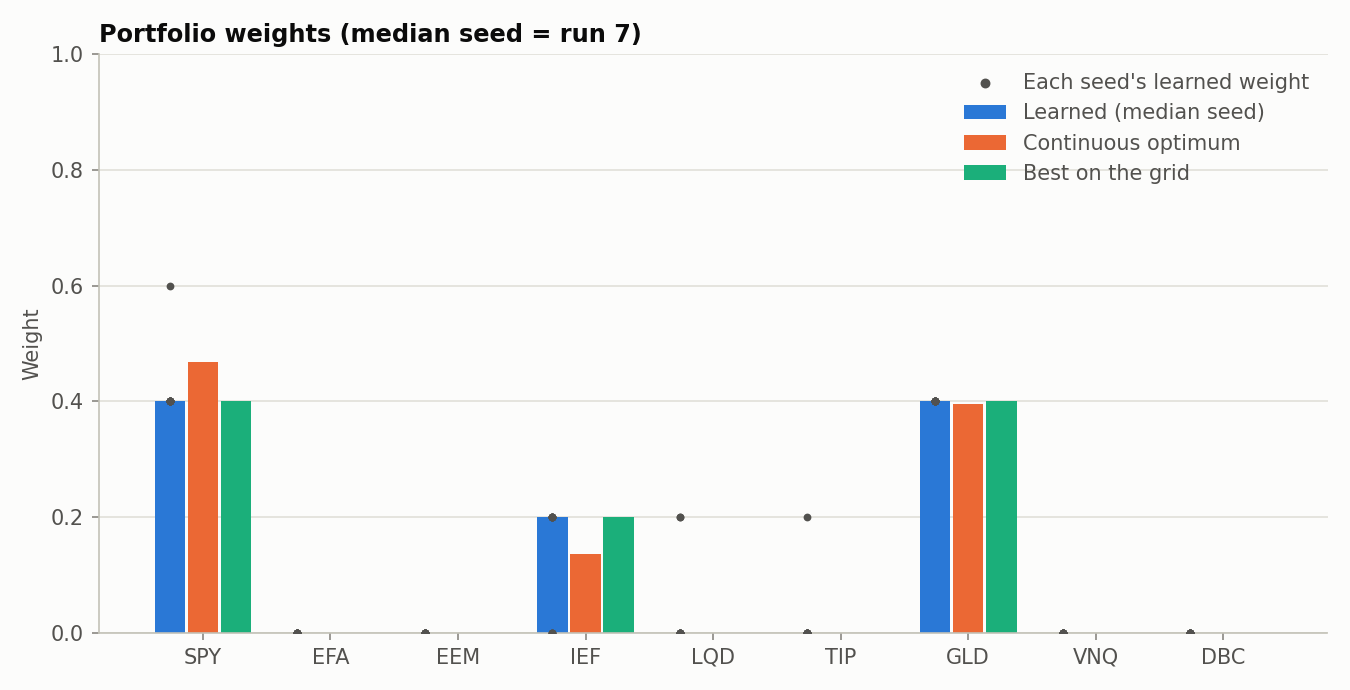 Portfolio weights (median seed = run 7)
1.0
0.8
0.6
0.4
0.2
0.0
Weight
Each seed's learned weight
Learned (median seed)
Continuous optimum
Best on the grid
SPY
EFA
EEM
IEF
LQD
TIP
GLD
VNQ
DBC